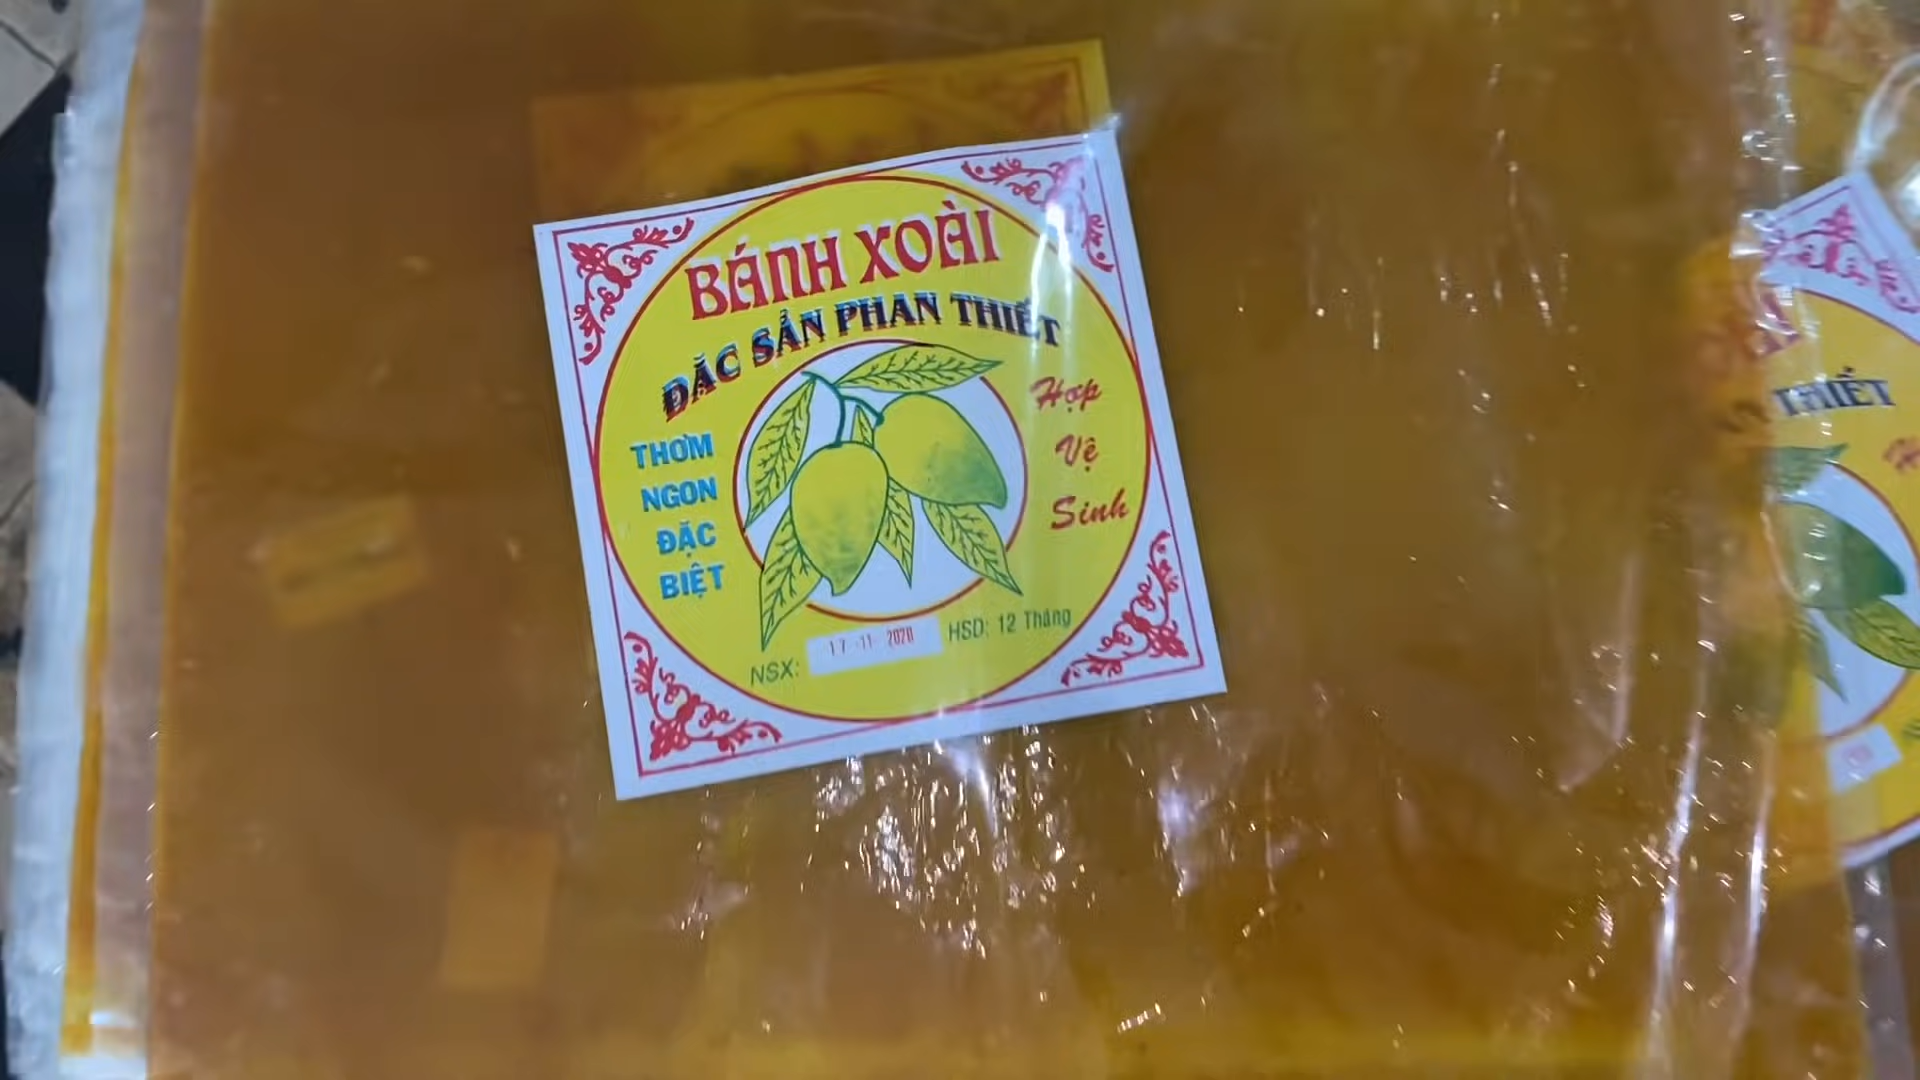 BÁNH XOÀI
ĐẶC SẢN PHAN THIẾT
THƠM
NGON
ĐẶC
BIỆT
Hợp
Vệ
Sinh
NSX: 17 -11- 2020 HSD: 12 Tháng
THIẾT